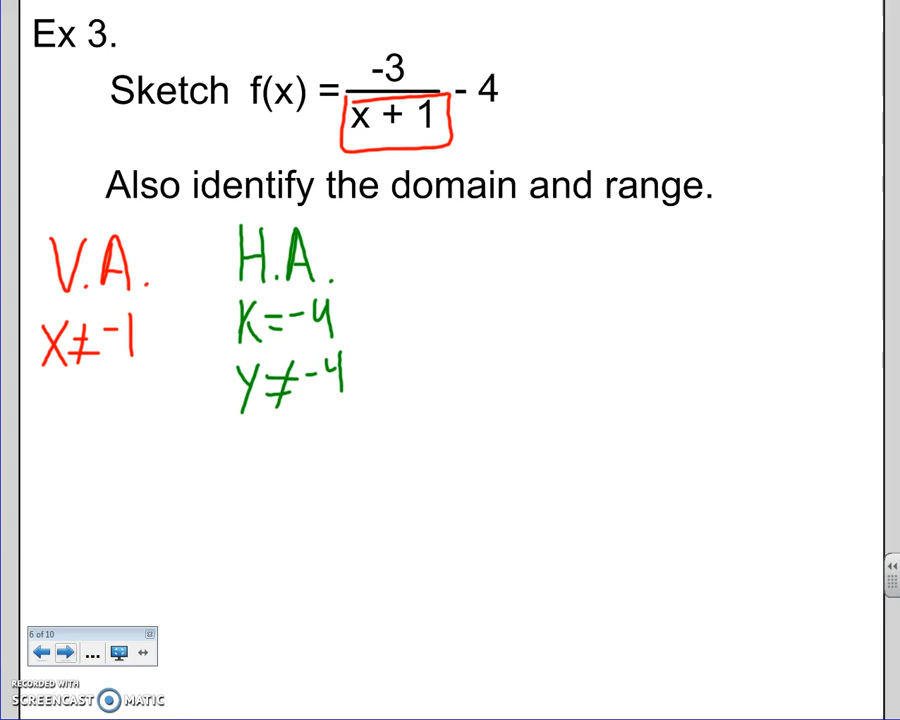 Ex 3.
Sketch f(x) = -3/x + 1 - 4
Also identify the domain and range.
V.A.
x ≠ -1
H.A.
K = -4
y ≠ -4
6 of 10
...
RECORDED WITH
SCREENCAST MATIC